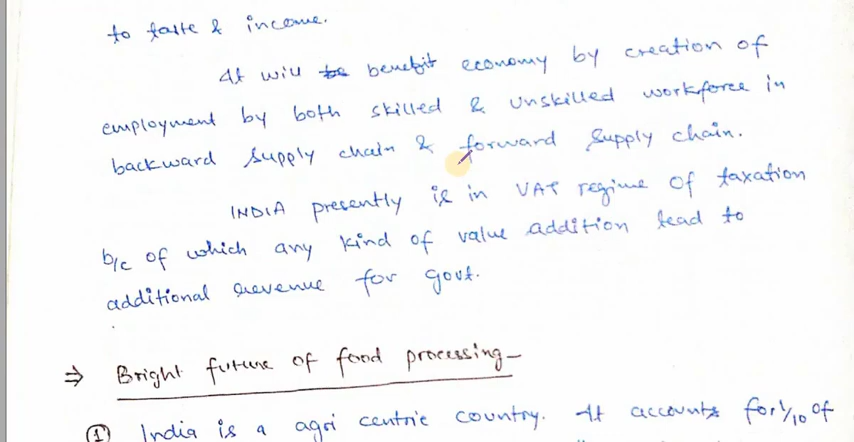 to taste & income.
It will be benefit economy by creation of
employment by both skilled & unskilled workforce in
backward supply chain & forward supply chain.
INDIA presently is in VAT regime of taxation
b/c of which any kind of value addition lead to
additional revenue for govt.
⇒ Bright future of food processing-
① India is a agri centric country. It accounts for 1/10 of